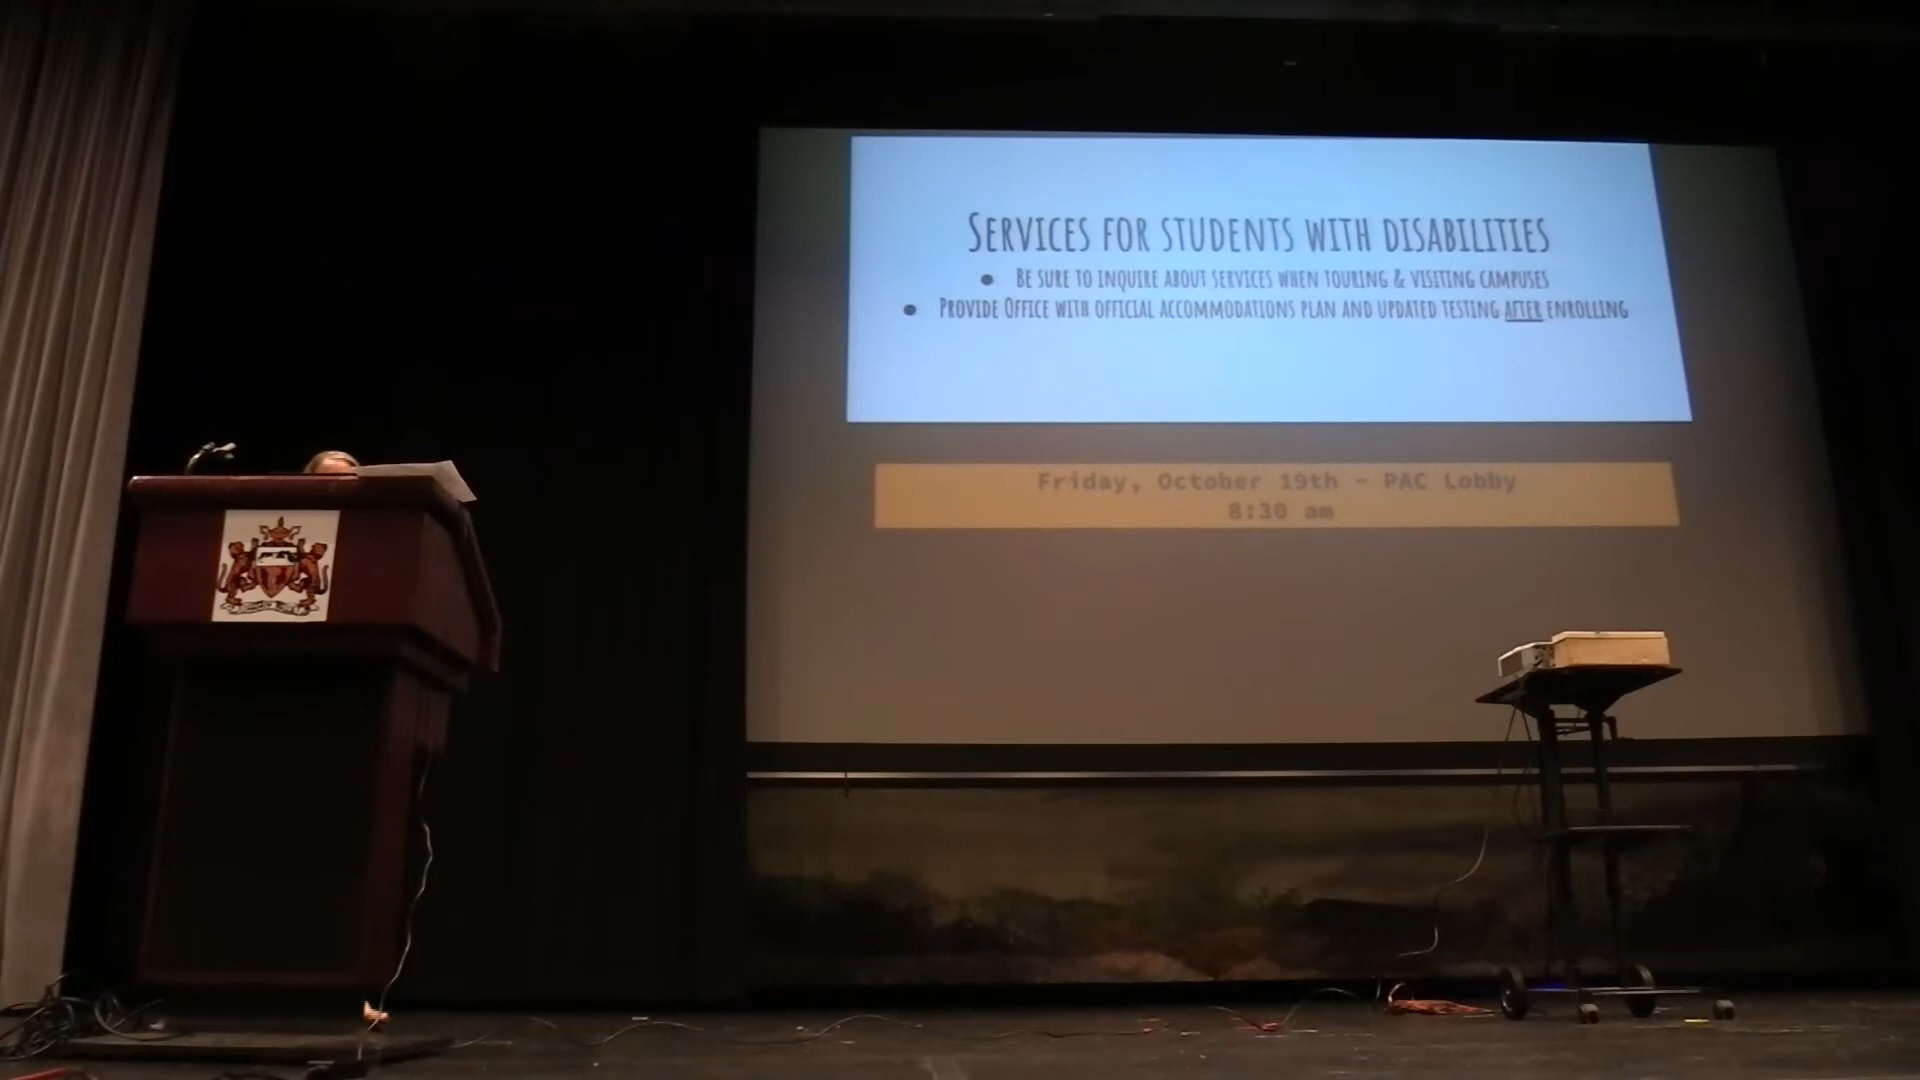 SERVICES FOR STUDENTS WITH DISABILITIES
● BE SURE TO INQUIRE ABOUT SERVICES WHEN TOURING & VISITING CAMPUSES
● PROVIDE OFFICE WITH OFFICIAL ACCOMMODATIONS PLAN AND UPDATED TESTING AFTER ENROLLING
Friday, October 19th - PAC Lobby
8:30 am